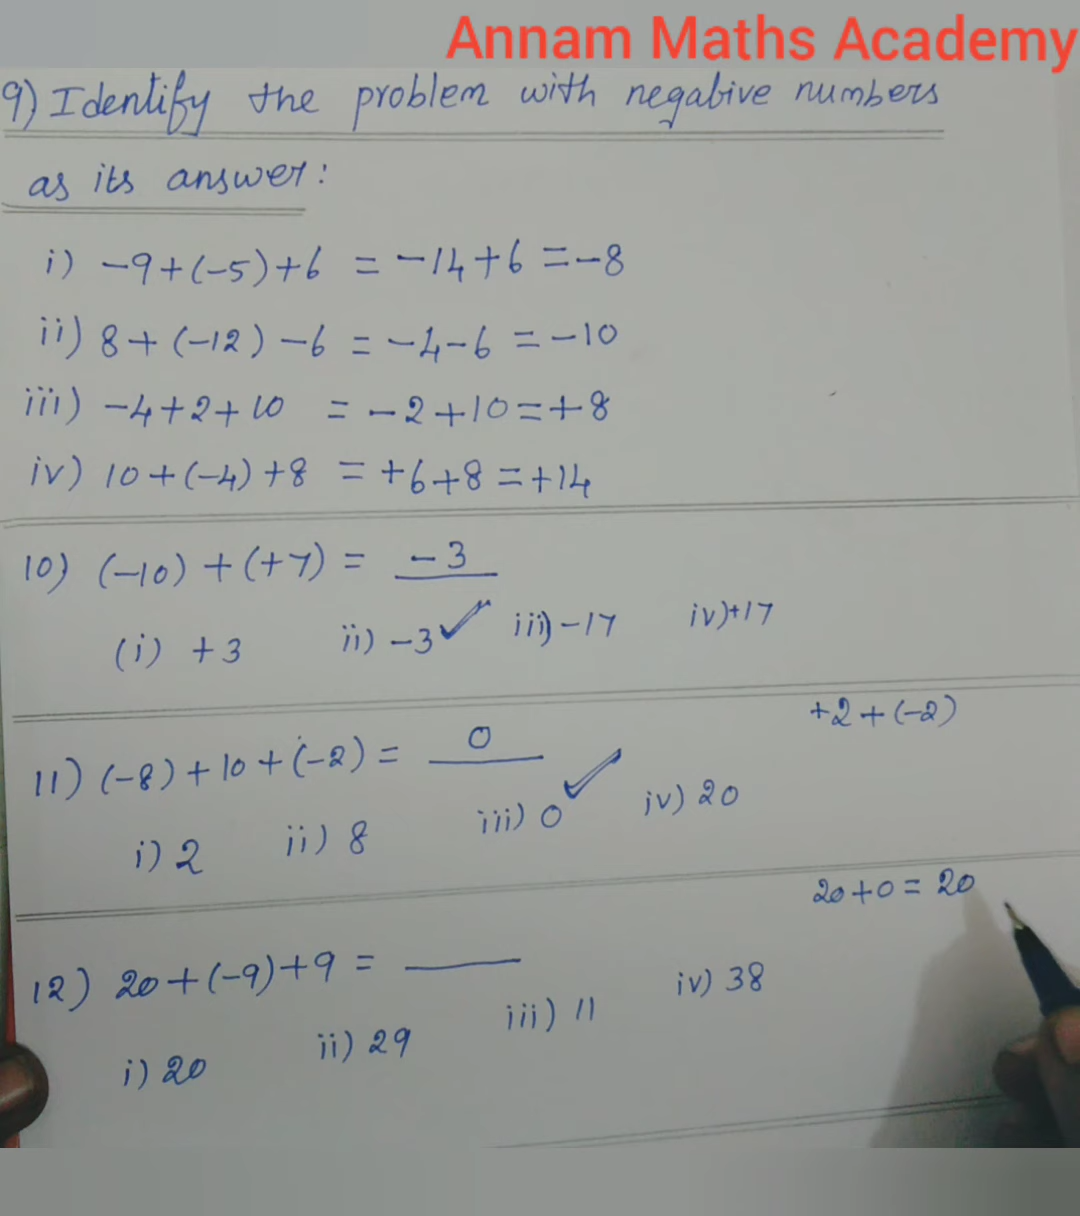 Annam Maths Academy
9) Identify the problem with negative numbers
as its answer:
i) -9+(-5)+6 = -14+6 = -8
ii) 8+(-12)-6 = -4-6 = -10
iii) -4+2+10 = -2+10=+8
iv) 10+(-4)+8 = +6+8=+14
10) (-10)+(+7) = -3
(i) +3 ii) -3 ✓ iii) -17 iv)+17
+2+(-2)
11) (-8)+10+(-2) = 0
i) 2 ii) 8 iii) 0 ✓ iv) 20
20+0 = 20
12) 20+(-9)+9 = ____
i) 20 ii) 29 iii) 11 iv) 38